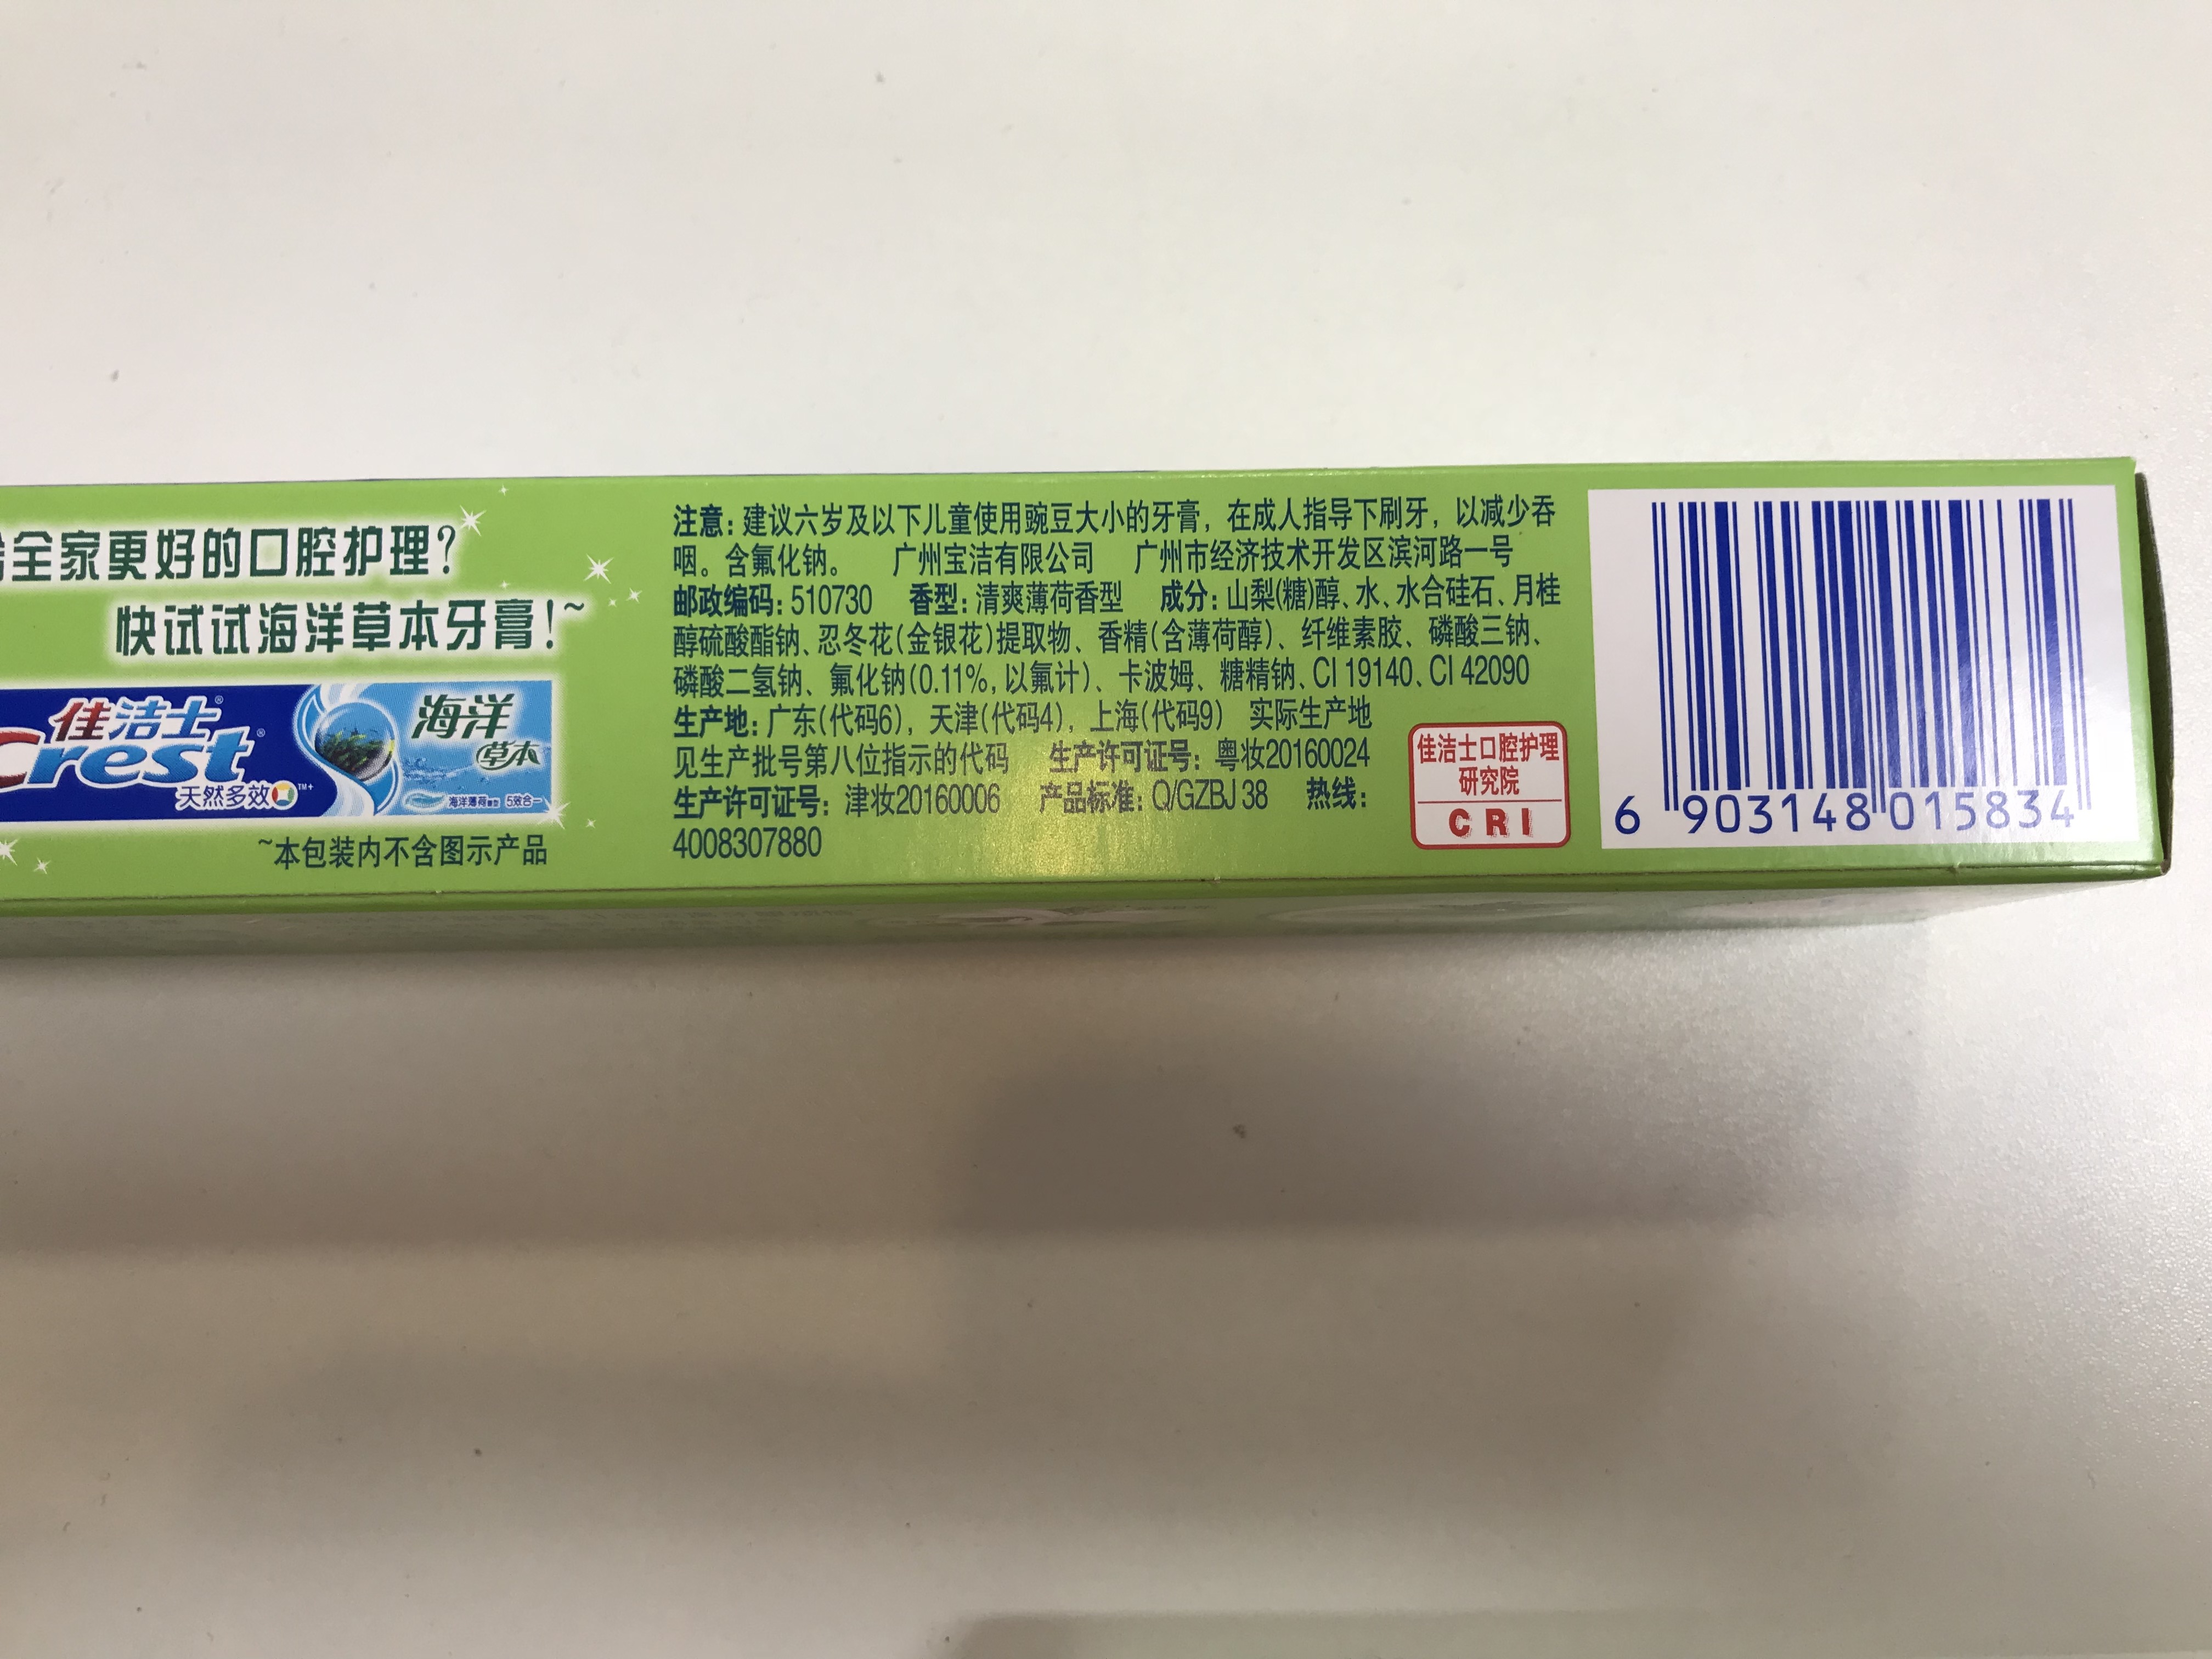 全家更好的口腔护理?
快试试海洋草本牙膏!~
佳洁士®
Crest®
天然多效 TM+
海洋
草本
海洋薄荷香型 5效合一
~本包装内不含图示产品
注意: 建议六岁及以下儿童使用豌豆大小的牙膏, 在成人指导下刷牙, 以减少吞
咽。含氟化钠。 广州宝洁有限公司 广州市经济技术开发区滨河路一号
邮政编码: 510730 香型: 清爽薄荷香型 成分: 山梨(糖)醇、水、水合硅石、月桂
醇硫酸酯钠、忍冬花(金银花)提取物、香精(含薄荷醇)、纤维素胶、磷酸三钠、
磷酸二氢钠、氟化钠(0.11%, 以氟计)、卡波姆、糖精钠、CI 19140、CI 42090
生产地: 广东(代码6), 天津(代码4), 上海(代码9) 实际生产地
见生产批号第八位指示的代码 生产许可证号: 粤妆20160024
生产许可证号: 津妆20160006 产品标准: Q/GZBJ 38 热线:
4008307880
佳洁士口腔护理
研究院
CRI
6 903148 015834